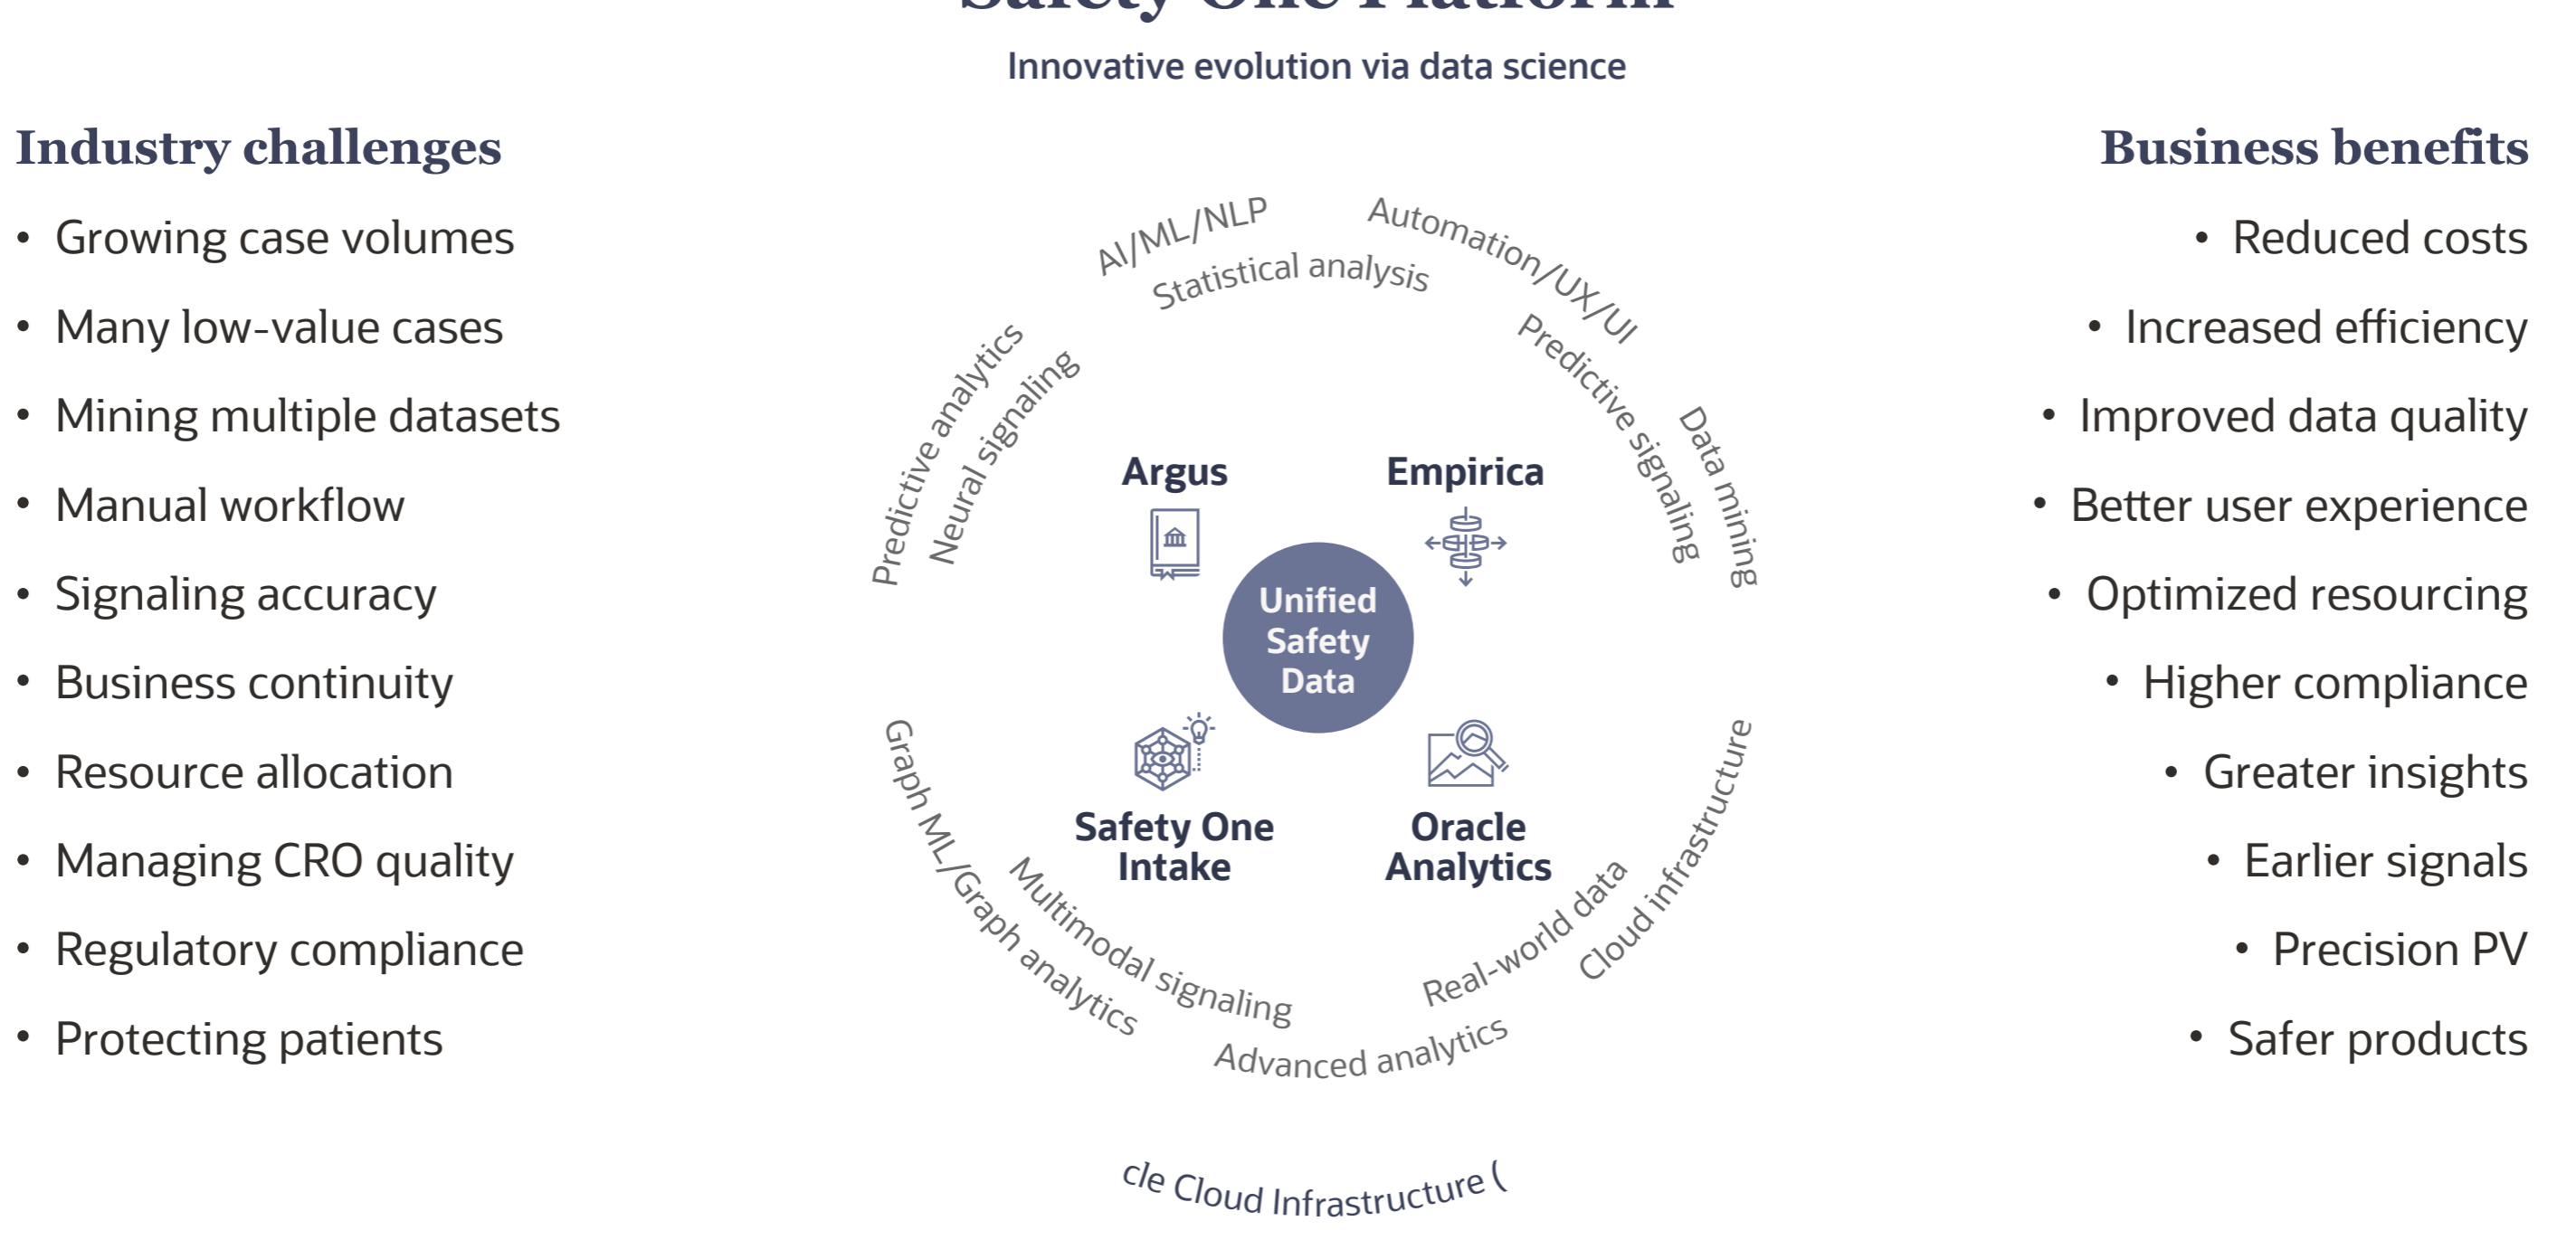 Safety One Platform
Innovative evolution via data science
Industry challenges
• Growing case volumes
• Many low-value cases
• Mining multiple datasets
• Manual workflow
• Signaling accuracy
• Business continuity
• Resource allocation
• Managing CRO quality
• Regulatory compliance
• Protecting patients
AI/ML/NLP
Automation/UX/UI
Statistical analysis
Predictive analytics
Neural signaling
Predictive signaling
Data mining
Argus
Empirica
Unified
Safety
Data
Safety One
Intake
Oracle
Analytics
Graph ML/Graph analytics
Multimodal signaling
Real-world data
Cloud infrastructure
Advanced analytics
cle Cloud Infrastructure (
Business benefits
• Reduced costs
• Increased efficiency
• Improved data quality
• Better user experience
• Optimized resourcing
• Higher compliance
• Greater insights
• Earlier signals
• Precision PV
• Safer products